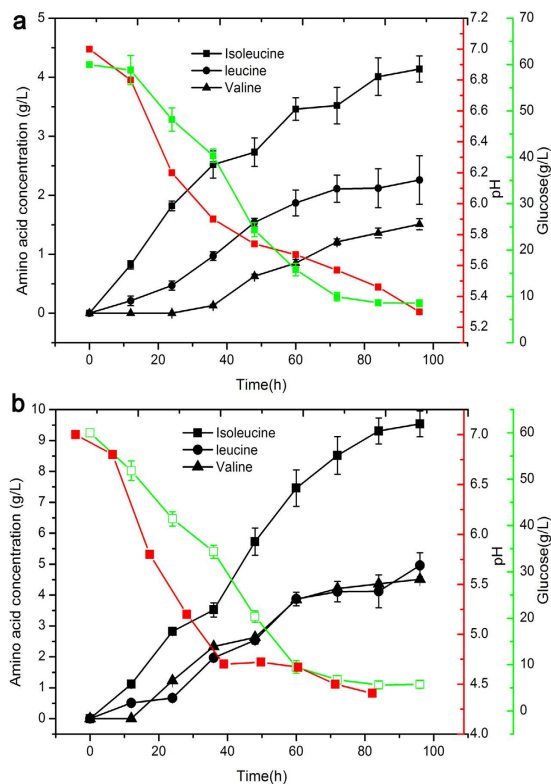 a
Isoleucine
leucine
Valine
Amino acid concentration (g/L)
0
1
2
3
4
5
0 20 40 60 80 100
Time(h)
pH
7.2
7.0
6.8
6.6
6.4
6.2
6.0
5.8
5.6
5.4
5.2
Glucose(g/L)
70
60
50
40
30
20
10
0
b
Isoleucine
leucine
Valine
Amino acid concentration (g/L)
10
9
8
7
6
5
4
3
2
1
0
0 20 40 60 80 100
Time(h)
pH
7.0
6.5
6.0
5.5
5.0
4.5
4.0
Glucose(g/L)
60
50
40
30
20
10
0